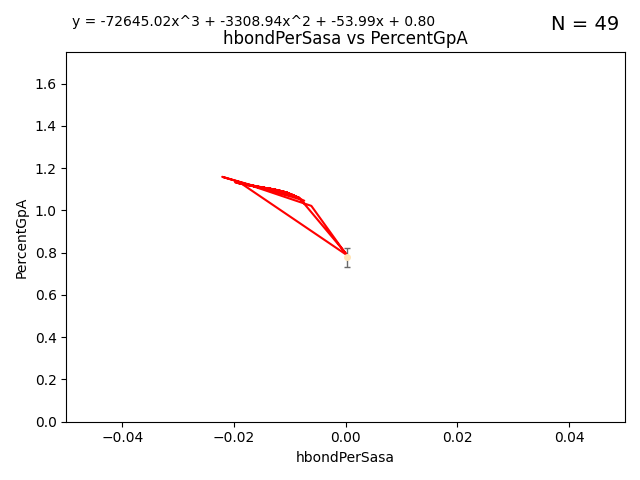 y = -72645.02x^3 + -3308.94x^2 + -53.99x + 0.80
N = 49
hbondPerSasa vs PercentGpA
PercentGpA
1.6
1.4
1.2
1.0
0.8
0.6
0.4
0.2
0.0
−0.04 −0.02 0.00 0.02 0.04
hbondPerSasa